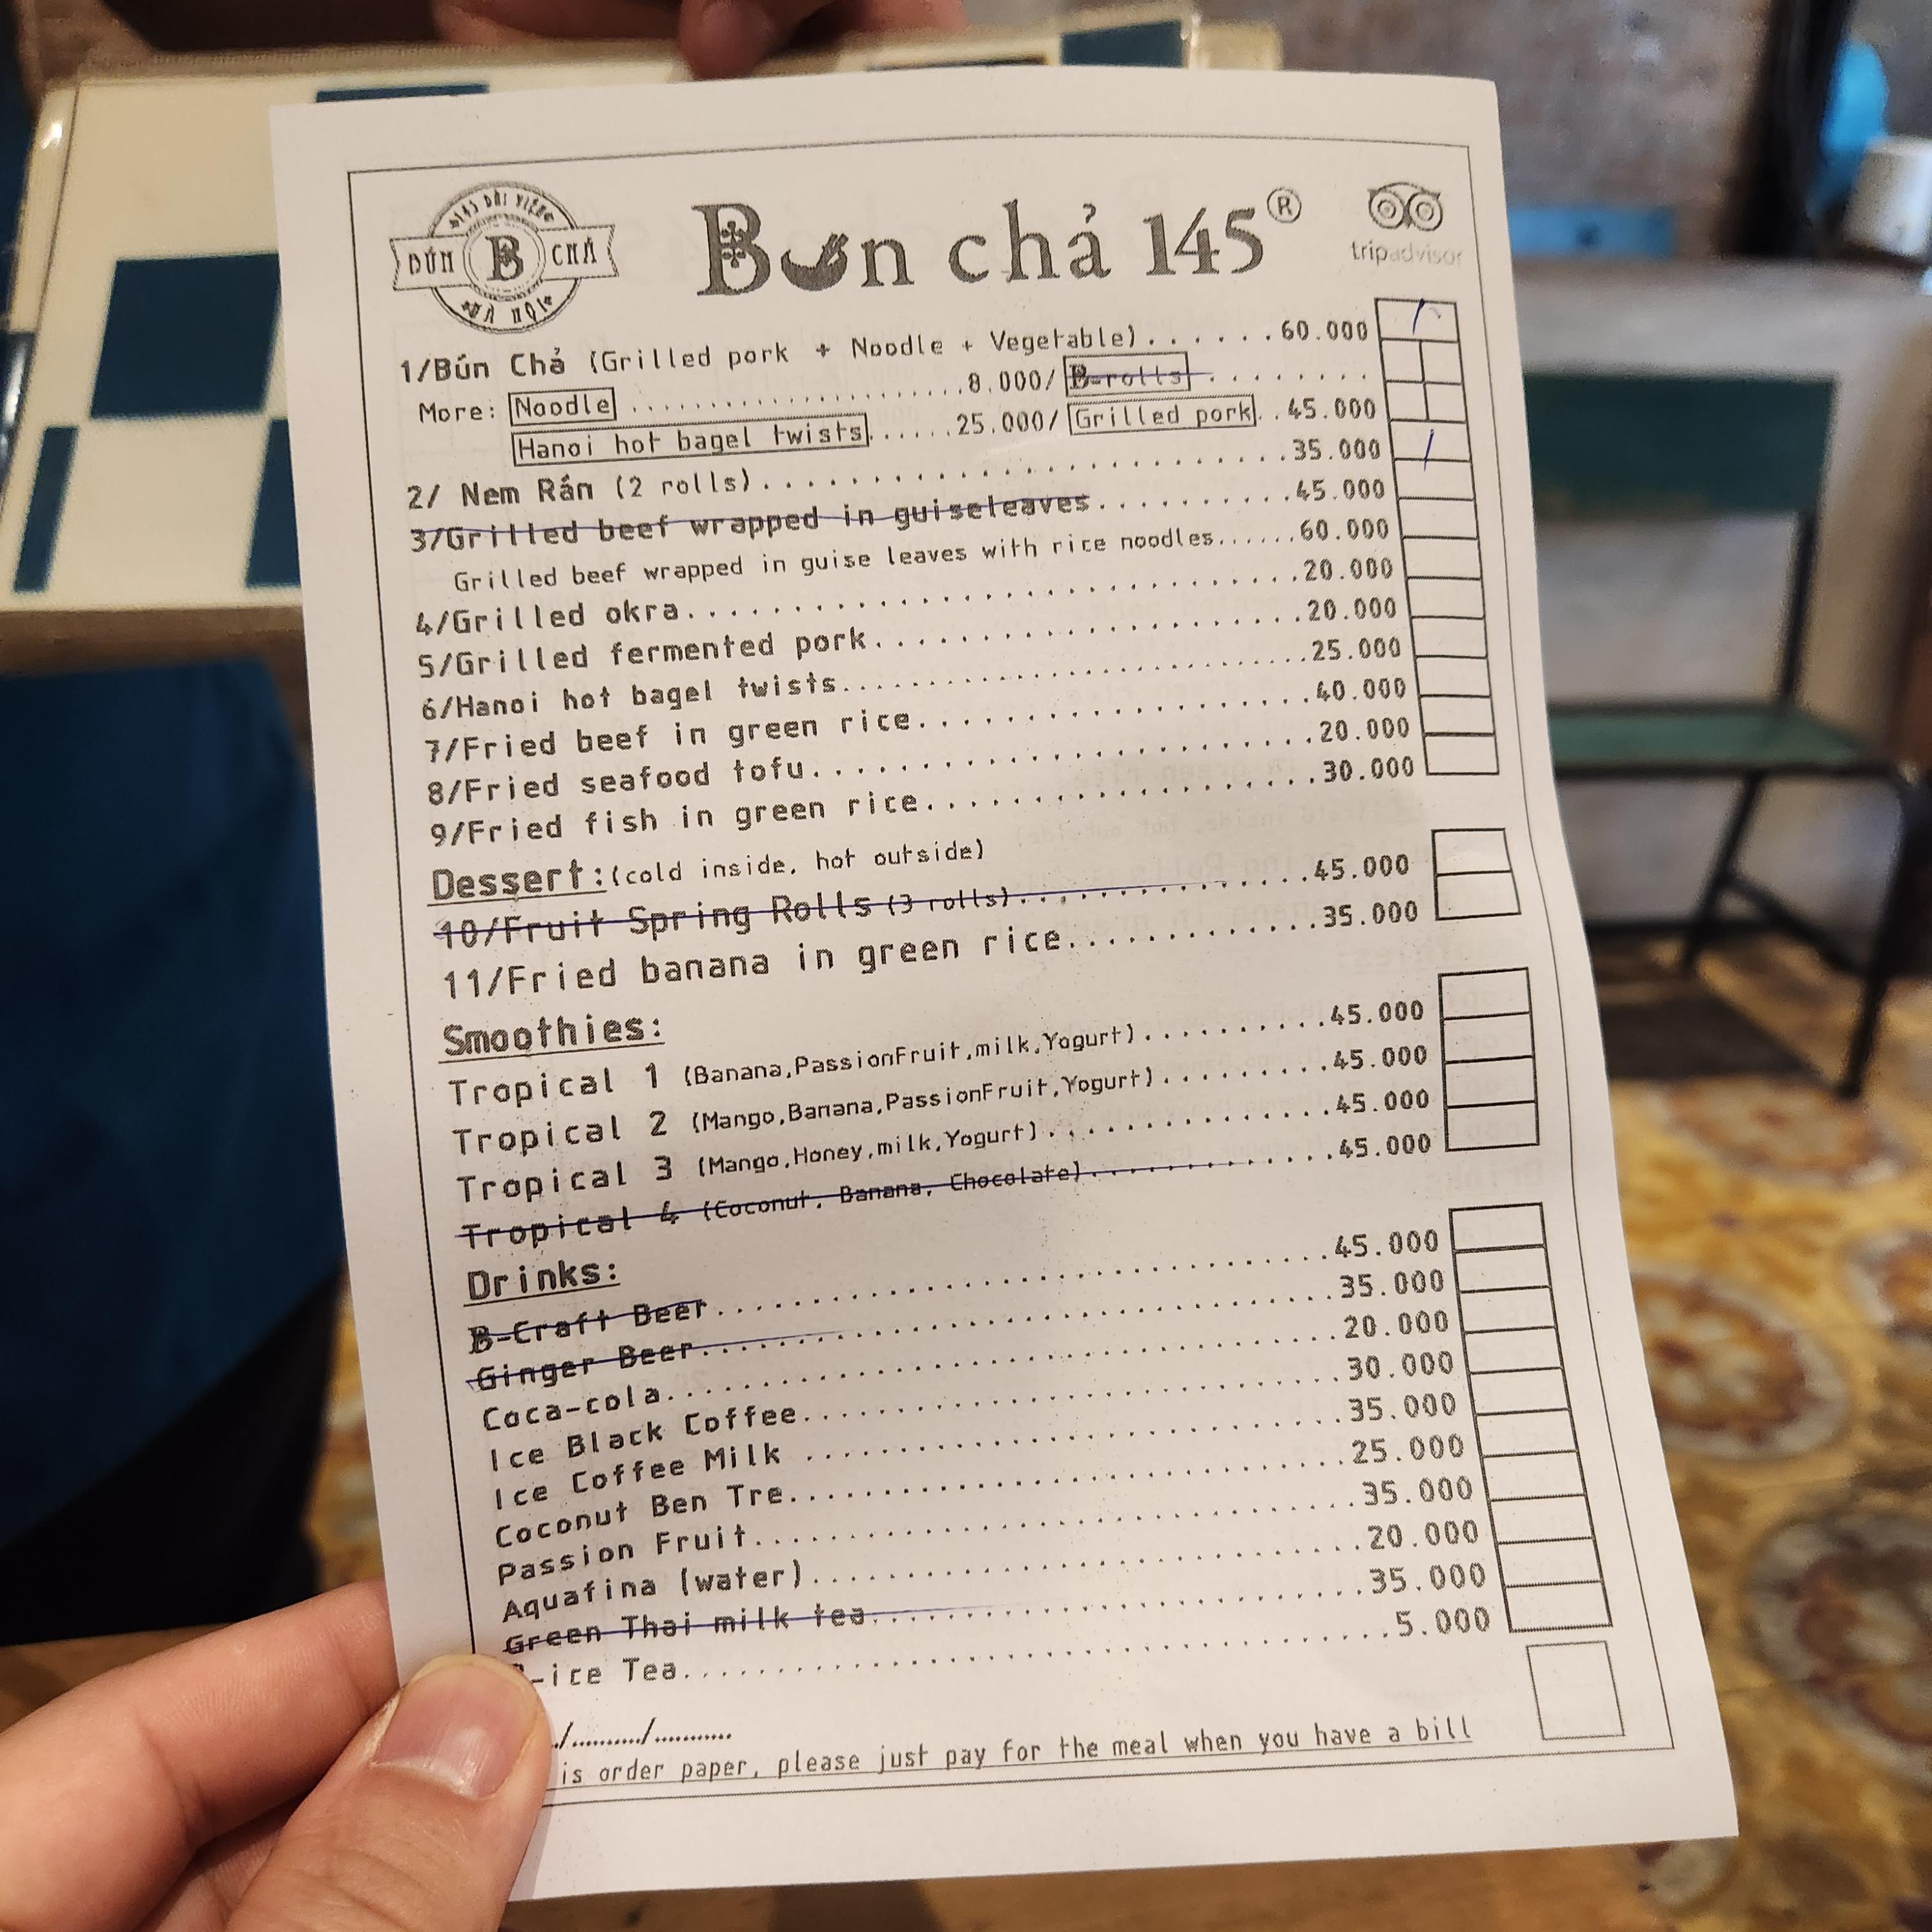 BÚN B CHẢ
HÀ NỘI
Bún chả 145®
tripadvisor
1/Bún Chả (Grilled pork + Noodle + Vegetable)......60.000
More: Noodle ..................8.000/ B-rolls ........
Hanoi hot bagel twists......25.000/ Grilled pork..45.000
2/ Nem Rán (2 rolls)............................35.000
3/Grilled beef wrapped in guiseleaves..........45.000
Grilled beef wrapped in guise leaves with rice noodles......60.000
4/Grilled okra................................20.000
5/Grilled fermented pork.......................20.000
6/Hanoi hot bagel twists.......................25.000
7/Fried beef in green rice....................40.000
8/Fried seafood tofu..........................20.000
9/Fried fish in green rice....................30.000
Dessert:(cold inside, hot outside)
10/Fruit Spring Rolls (3 rolls)...............45.000
11/Fried banana in green rice.............35.000
Smoothies:
Tropical 1 (Banana,PassionFruit,milk,Yogurt)..........45.000
Tropical 2 (Mango,Banana,PassionFruit,Yogurt).........45.000
Tropical 3 (Mango,Honey,milk,Yogurt)...............45.000
Tropical 4 (Coconut, Banana, Chocolate).............45.000
Drinks:
B-Craft Beer................................45.000
Ginger Beer.................................35.000
Coca-cola...................................20.000
Ice Black Coffee............................30.000
Ice Coffee Milk ............................35.000
Coconut Ben Tre.............................25.000
Passion Fruit...............................35.000
Aquafina (water)............................20.000
Green Thai milk tea.........................35.000
-ice Tea....................................5.000
./........../...........
is order paper, please just pay for the meal when you have a bill